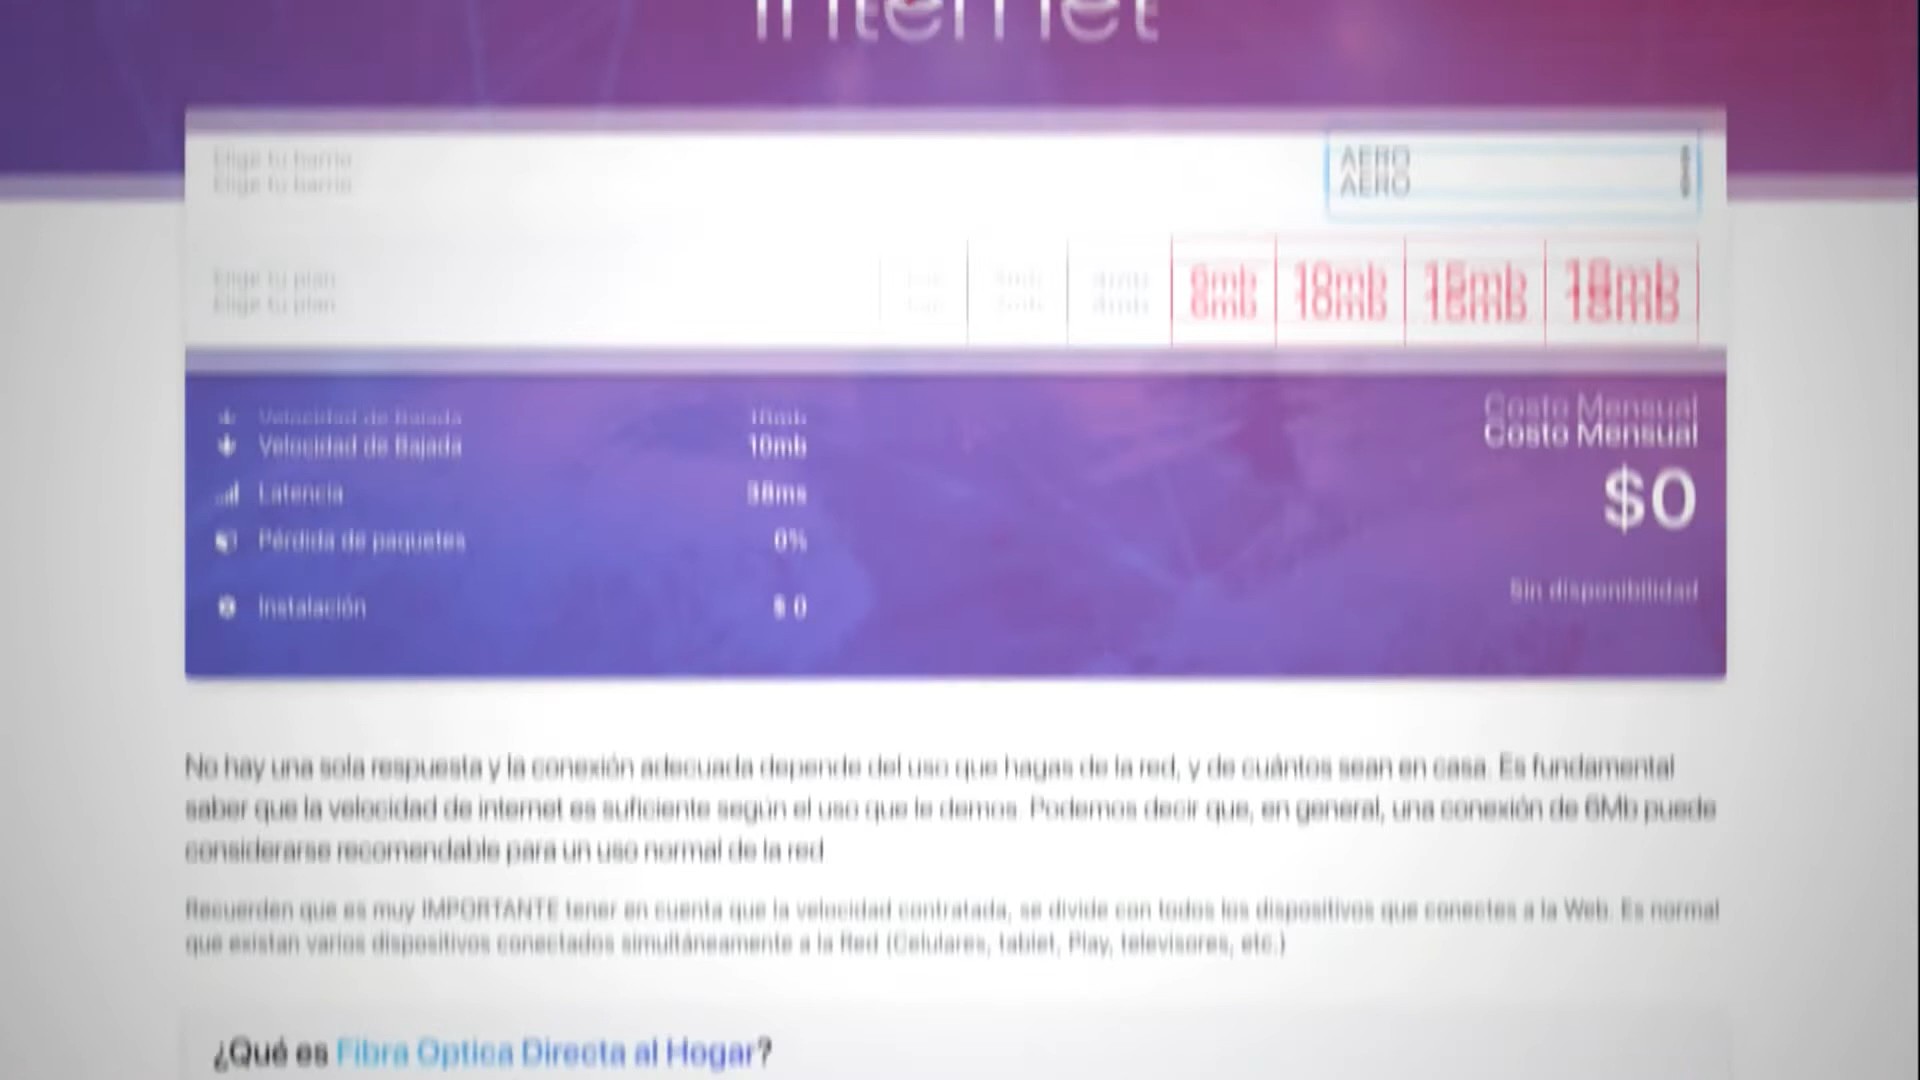 internet
Elige tu barrio
AERO
Elige tu plan
6mb
10mb
15mb
18mb
Velocidad de Bajada
10mb
Costo Mensual
$0
Latencia
38ms
Pérdida de paquetes
0%
Sin disponibilidad
Instalación
$ 0
No hay una sola respuesta y la conexión adecuada depende del uso que hagas de la red, y de cuántos sean en casa. Es fundamental
saber que la velocidad de internet es suficiente según el uso que le demos. Podemos decir que, en general, una conexión de 6Mb puede
considerarse recomendable para un uso normal de la red
Recuerden que es muy IMPORTANTE tener en cuenta que la velocidad contratada, se divide con todos los dispositivos que conectes a la Web. Es normal
que existan varios dispositivos conectados simultáneamente a la Red (Celulares, tablet, Play, televisores, etc.)
¿Qué es Fibra Optica Directa al Hogar?